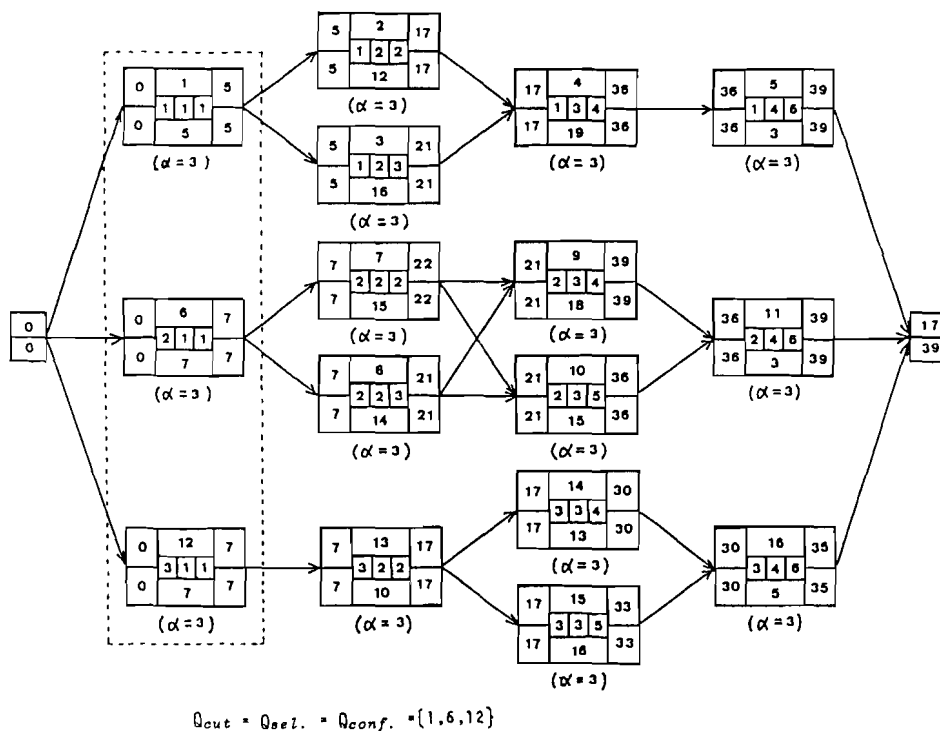 0
0
0 1 5
1 1 1
0 5 5
(α = 3)
5 2 17
1 2 2
5 12 17
(α = 3)
5 3 21
1 2 3
5 16 21
(α = 3)
17 4 36
1 3 4
17 19 36
(α = 3)
36 5 39
1 4 6
36 3 39
(α = 3)
0 6 7
2 1 1
0 7 7
(α = 3)
7 7 22
2 2 2
7 15 22
(α = 3)
7 8 21
2 2 3
7 14 21
(α = 3)
21 9 39
2 3 4
21 18 39
(α = 3)
21 10 36
2 3 5
21 15 36
(α = 3)
36 11 39
2 4 6
36 3 39
(α = 3)
17
39
0 12 7
3 1 1
0 7 7
(α = 3)
7 13 17
3 2 2
7 10 17
(α = 3)
17 14 30
3 3 4
17 13 30
(α = 3)
17 15 33
3 3 5
17 16 33
(α = 3)
30 16 35
3 4 6
30 5 35
(α = 3)
Qcut = Qsel. = Qconf. = {1,6,12}